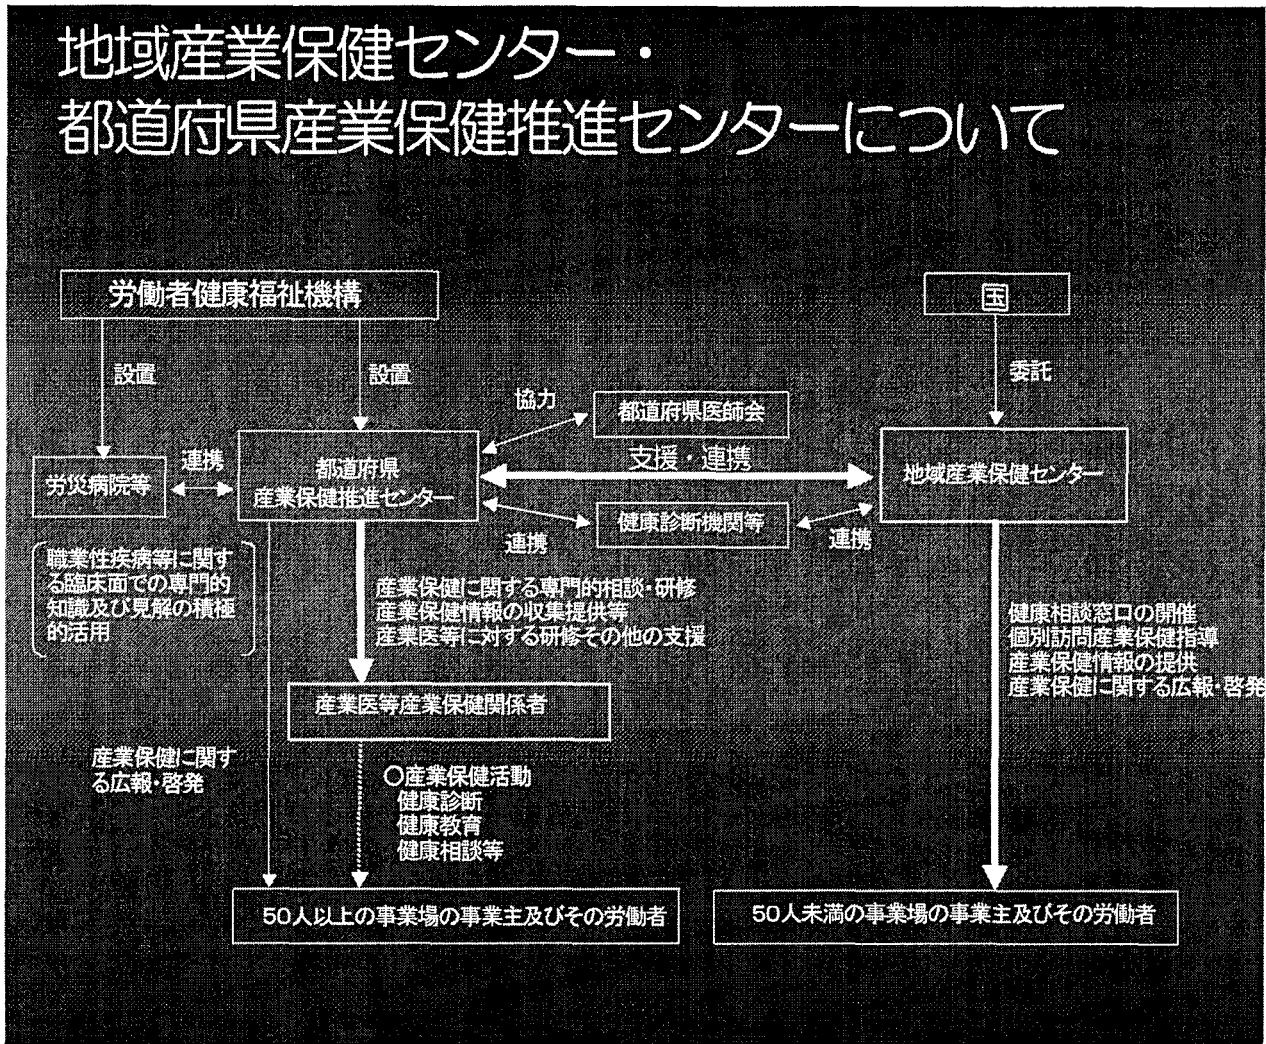 地域産業保健センター・
都道府県産業保健推進センターについて
労働者健康福祉機構
国
設置
設置
委託
協力
都道府県医師会
支援・連携
連携
労災病院等
都道府県
産業保健推進センター
地域産業保健センター
健康診断機関等
連携
連携
職業性疾病等に関す
る臨床面での専門的
知識及び見解の積極
的活用
産業保健に関する専門的相談・研修
産業保健情報の収集提供等
産業医等に対する研修その他の支援
健康相談窓口の開催
個別訪問産業保健指導
産業保健情報の提供
産業保健に関する広報・啓発
産業医等産業保健関係者
産業保健に関す
る広報・啓発
〇産業保健活動
健康診断
健康教育
健康相談等
50人以上の事業場の事業主及びその労働者
50人未満の事業場の事業主及びその労働者